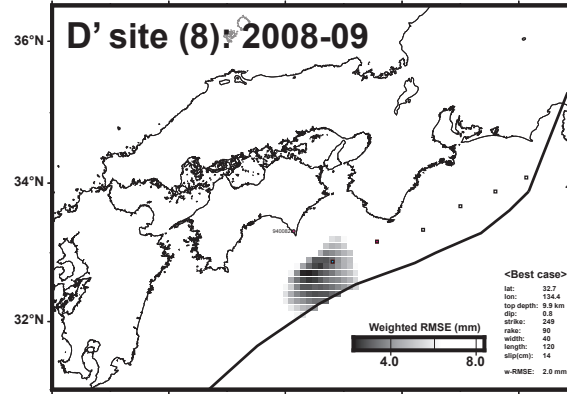 D' site (8): 2008-09
36°N
34°N
32°N
Weighted RMSE (mm)
4.0 8.0
<Best case>
lat: 32.7
lon: 134.4
top depth: 9.9 km
dip: 0.8
strike: 249
rake: 90
width: 40
length: 120
slip(cm): 14
w-RMSE: 2.0 mm